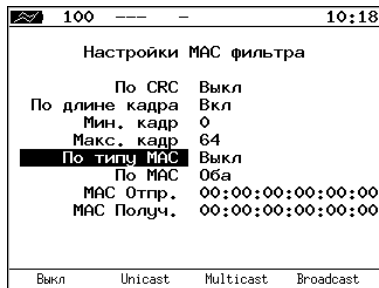 100 --- - 10:18
Настройки MAC фильтра
По CRC Выкл
По длине кадра Вкл
Мин. кадр 0
Макс. кадр 64
По типу MAC Выкл
По MAC Оба
MAC Отпр. 00:00:00:00:00:00
MAC Получ. 00:00:00:00:00:00
Выкл Unicast Multicast Broadcast